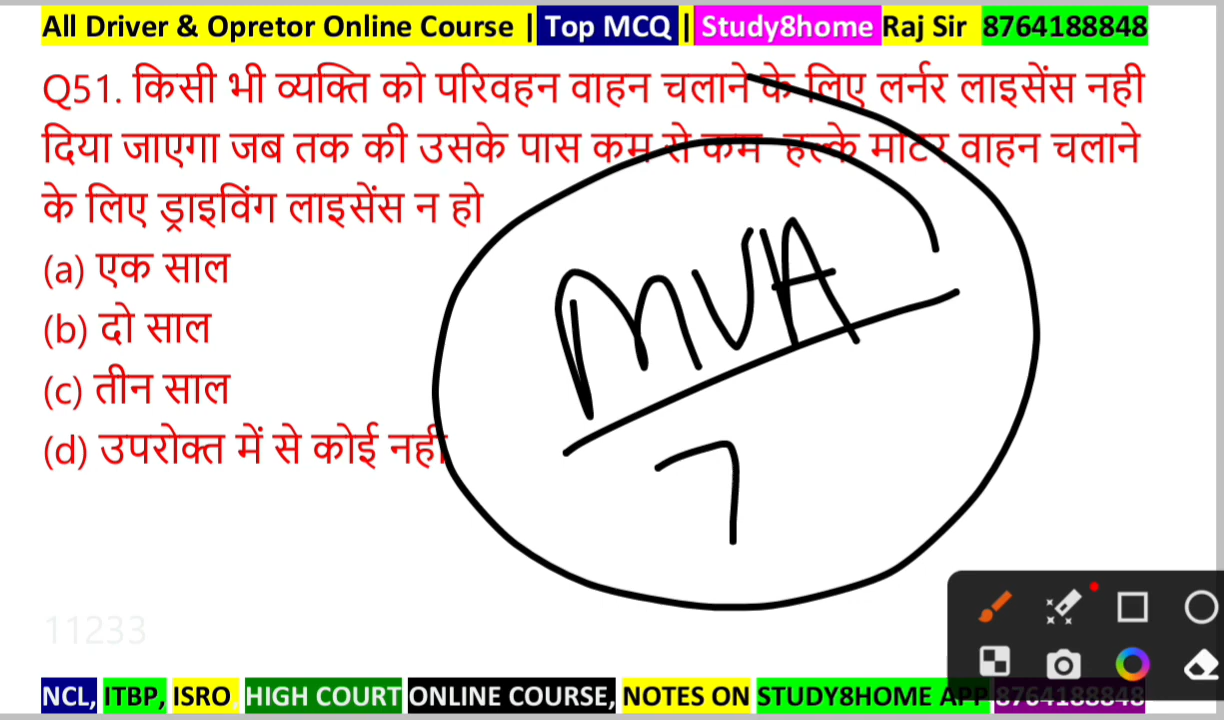 All Driver & Opretor Online Course | Top MCQ | Study8home Raj Sir 8764188848
Q51. किसी भी व्यक्ति को परिवहन वाहन चलाने के लिए लर्नर लाइसेंस नही
दिया जाएगा जब तक की उसके पास कम से कम हल्के मोटर वाहन चलाने
के लिए ड्राइविंग लाइसेंस न हो
(a) एक साल
(b) दो साल
(c) तीन साल
(d) उपरोक्त में से कोई नही
MVA
7
11233
NCL, ITBP, ISRO, HIGH COURT ONLINE COURSE, NOTES ON STUDY8HOME APP 8764188848